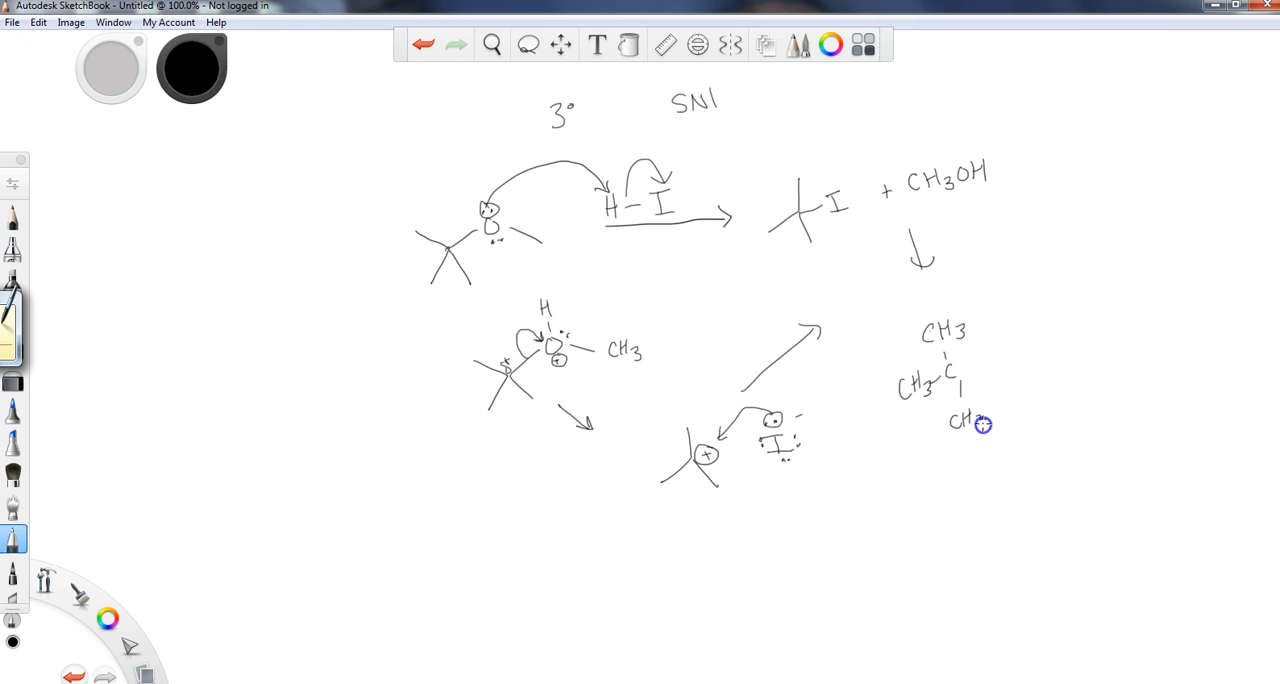 Autodesk SketchBook - Untitled @ 100.0% - Not logged in
File Edit Image Window My Account Help
3° SN1
H - I
I + CH3OH
O
H
O - CH3
+
δ+
CH3
CH3 C
CH3
+ I -